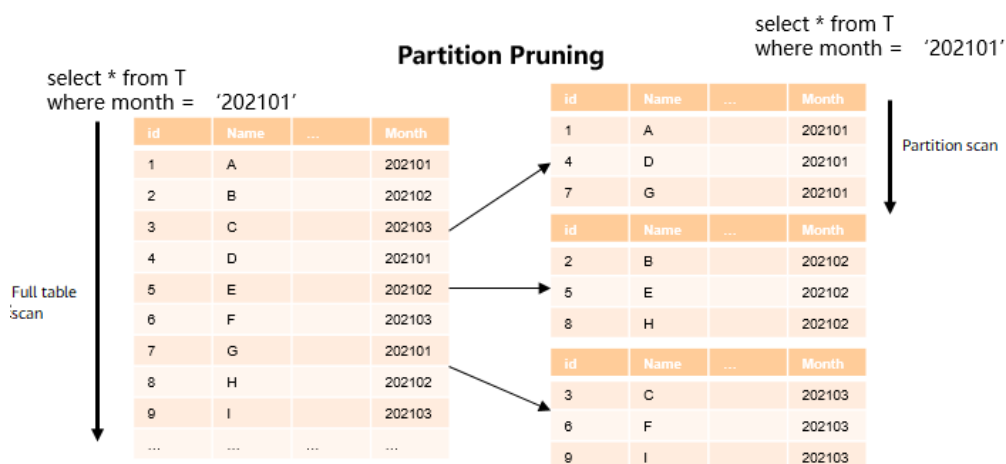 Partition Pruning
select * from T
where month = ‘202101’
Full table
scan
id Name ... Month
1 A 202101
2 B 202102
3 C 202103
4 D 202101
5 E 202102
6 F 202103
7 G 202101
8 H 202102
9 I 202103
... ... ... ...
select * from T
where month = ‘202101’
Partition scan
id Name ... Month
1 A 202101
4 D 202101
7 G 202101
id Name ... Month
2 B 202102
5 E 202102
8 H 202102
id Name ... Month
3 C 202103
6 F 202103
9 I 202103